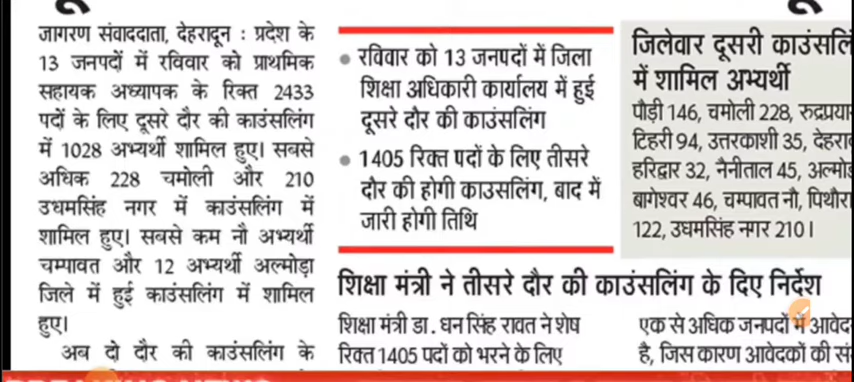 जागरण संवाददाता, देहरादून : प्रदेश के
13 जनपदों में रविवार को प्राथमिक
सहायक अध्यापक के रिक्त 2433
पदों के लिए दूसरे दौर की काउंसलिंग
में 1028 अभ्यर्थी शामिल हुए। सबसे
अधिक 228 चमोली और 210
उधमसिंह नगर में काउंसलिंग में
शामिल हुए। सबसे कम नौ अभ्यर्थी
चम्पावत और 12 अभ्यर्थी अल्मोड़ा
जिले में हुई काउंसलिंग में शामिल
हुए।
अब दो दौर की काउंसलिंग के
रविवार को 13 जनपदों में जिला
शिक्षा अधिकारी कार्यालय में हुई
दूसरे दौर की काउंसलिंग
1405 रिक्त पदों के लिए तीसरे
दौर की होगी काउसलिंग, बाद में
जारी होगी तिथि
जिलेवार दूसरी काउंसलिं
में शामिल अभ्यर्थी
पौड़ी 146, चमोली 228, रुद्रप्रया
टिहरी 94, उत्तरकाशी 35, देहरा
हरिद्वार 32, नैनीताल 45, अल्मो
बागेश्वर 46, चम्पावत नौ, पिथौरा
122, उधमसिंह नगर 210।
शिक्षा मंत्री ने तीसरे दौर की काउंसलिंग के दिए निर्देश
शिक्षा मंत्री डा. धन सिंह रावत ने शेष
रिक्त 1405 पदों को भरने के लिए
एक से अधिक जनपदों में आवेद
है, जिस कारण आवेदकों की सं